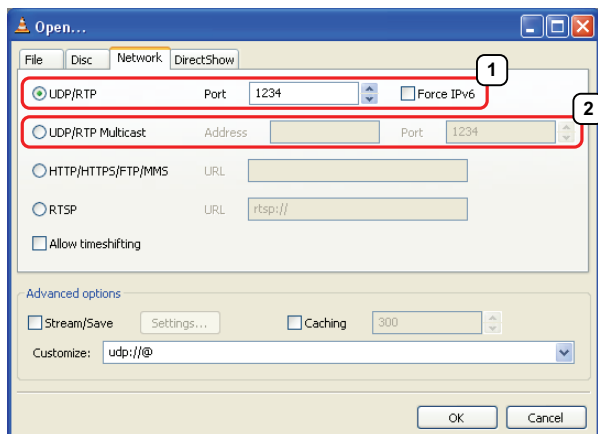 Open...
File Disc Network DirectShow
1
UDP/RTP Port 1234 Force IPv6
2
UDP/RTP Multicast Address Port 1234
HTTP/HTTPS/FTP/MMS URL
RTSP URL rtsp://
Allow timeshifting
Advanced options
Stream/Save Settings... Caching 300
Customize: udp://@
OK Cancel